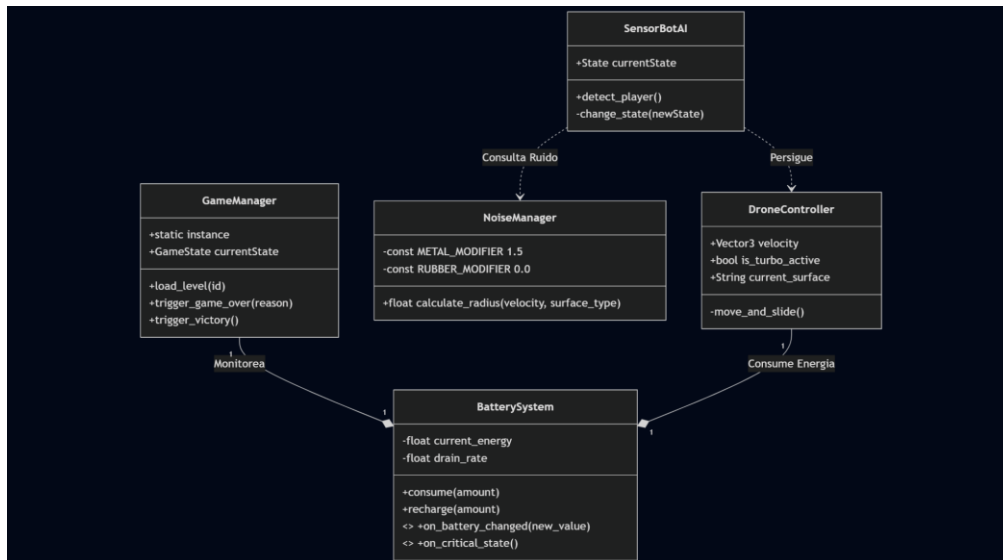 SensorBotAI
+State currentState
+detect_player()
-change_state(newState)
Consulta Ruido
Persigue
GameManager
+static instance
+GameState currentState
+load_level(id)
+trigger_game_over(reason)
+trigger_victory()
NoiseManager
-const METAL_MODIFIER 1.5
-const RUBBER_MODIFIER 0.0
+float calculate_radius(velocity, surface_type)
DroneController
+Vector3 velocity
+bool is_turbo_active
+String current_surface
-move_and_slide()
1
Monitorea
1
1
Consume Energia
1
BatterySystem
-float current_energy
-float drain_rate
+consume(amount)
+recharge(amount)
<> +on_battery_changed(new_value)
<> +on_critical_state()